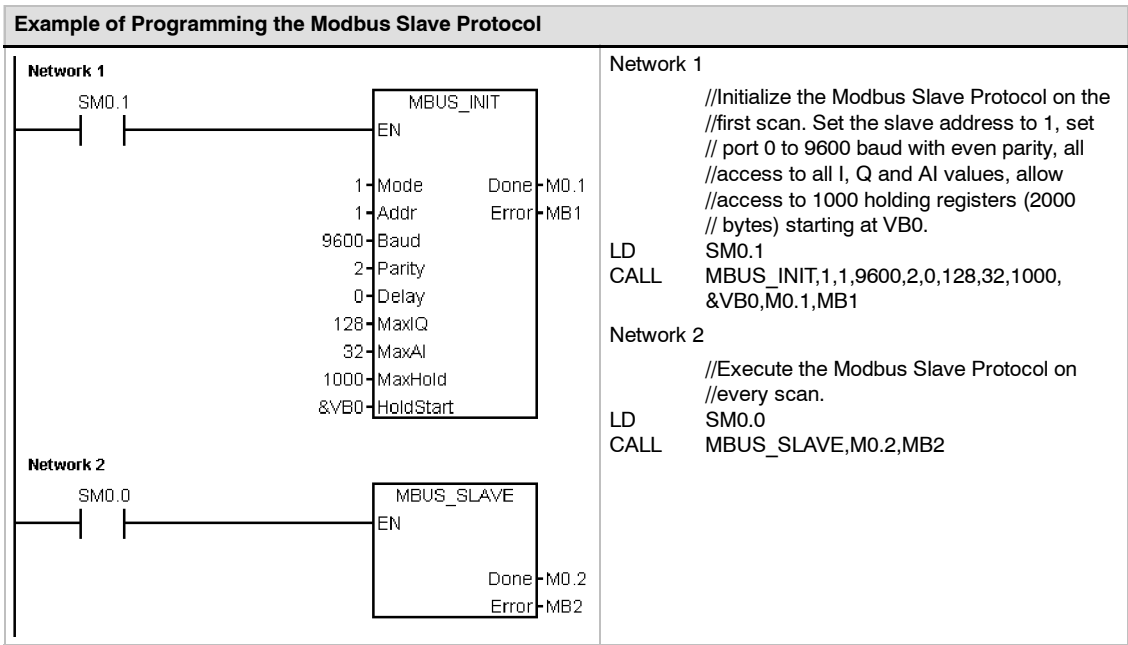 Example of Programming the Modbus Slave Protocol
Network 1
SM0.1
MBUS_INIT
EN
1 Mode Done M0.1
1 Addr Error MB1
9600 Baud
2 Parity
0 Delay
128 MaxIQ
32 MaxAI
1000 MaxHold
&VB0 HoldStart
Network 2
SM0.0
MBUS_SLAVE
EN
Done M0.2
Error MB2
Network 1
//Initialize the Modbus Slave Protocol on the
//first scan. Set the slave address to 1, set
// port 0 to 9600 baud with even parity, all
//access to all I, Q and AI values, allow
//access to 1000 holding registers (2000
// bytes) starting at VB0.
LD SM0.1
CALL MBUS_INIT,1,1,9600,2,0,128,32,1000,
&VB0,M0.1,MB1
Network 2
//Execute the Modbus Slave Protocol on
//every scan.
LD SM0.0
CALL MBUS_SLAVE,M0.2,MB2